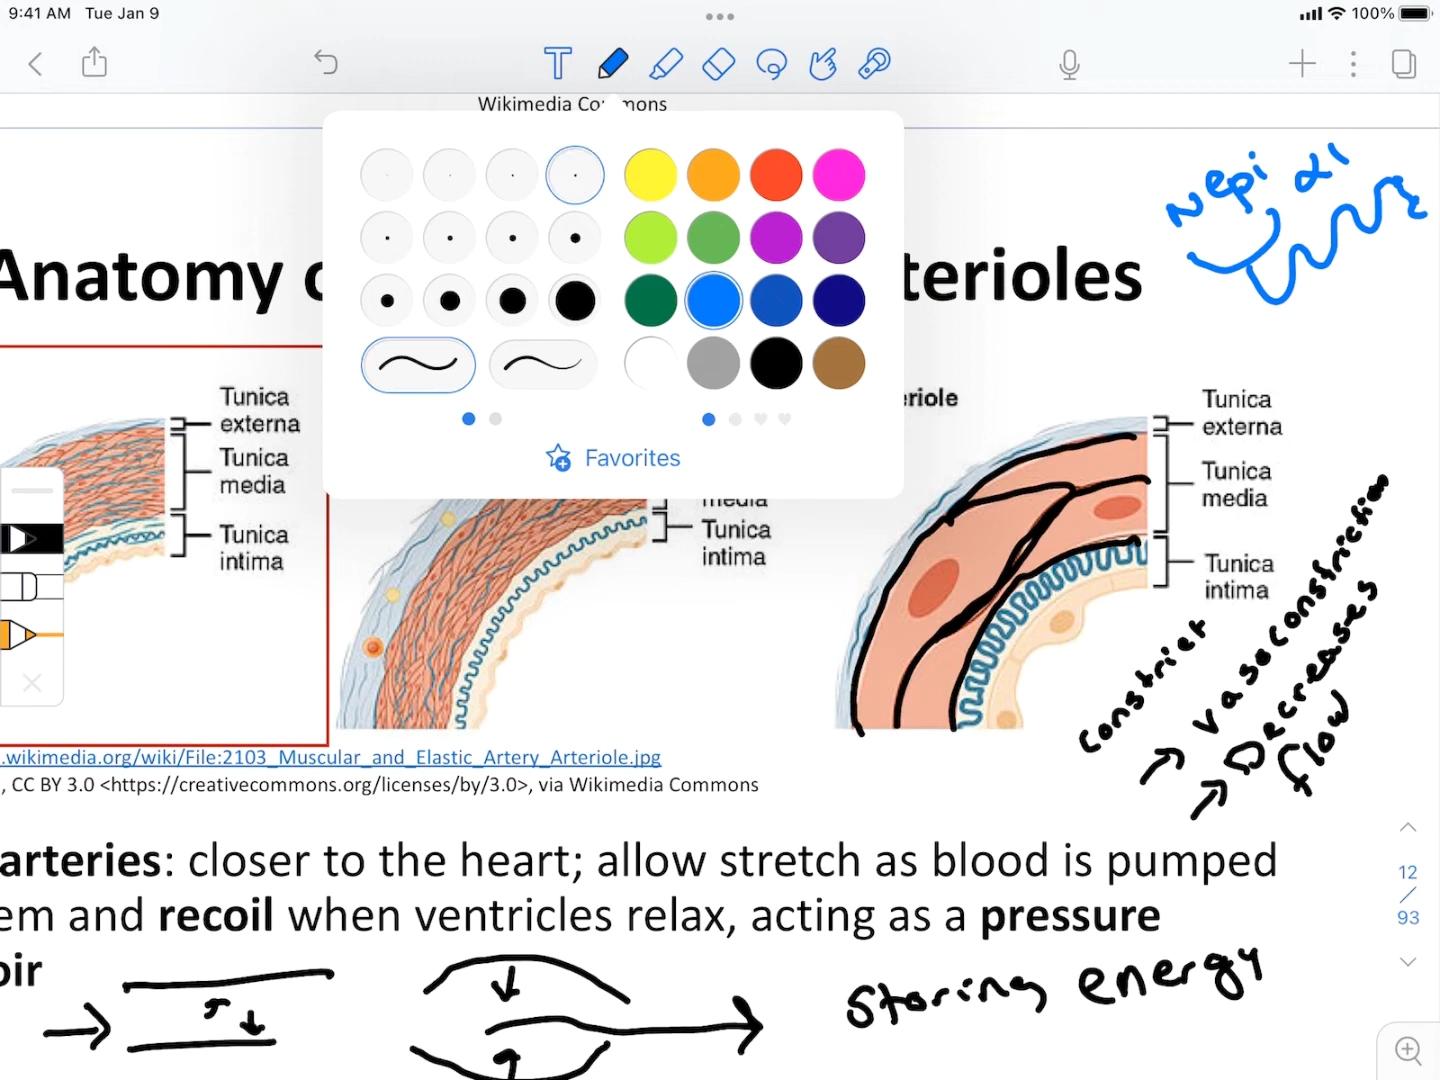 9:41 AM Tue Jan 9
100%
Wikimedia Co mons
Nepi α1
Anatomy
terioles
Tunica
externa
Tunica
media
Tunica
intima
Favorites
media
Tunica
intima
riole
Tunica
externa
Tunica
media
Tunica
intima
constrict
→ vasoconstriction
→ Decreases
flow
.wikimedia.org/wiki/File:2103_Muscular_and_Elastic_Artery_Arteriole.jpg
, CC BY 3.0 <https://creativecommons.org/licenses/by/3.0>, via Wikimedia Commons
12
/
93
arteries: closer to the heart; allow stretch as blood is pumped
em and recoil when ventricles relax, acting as a pressure
oir
storing energy